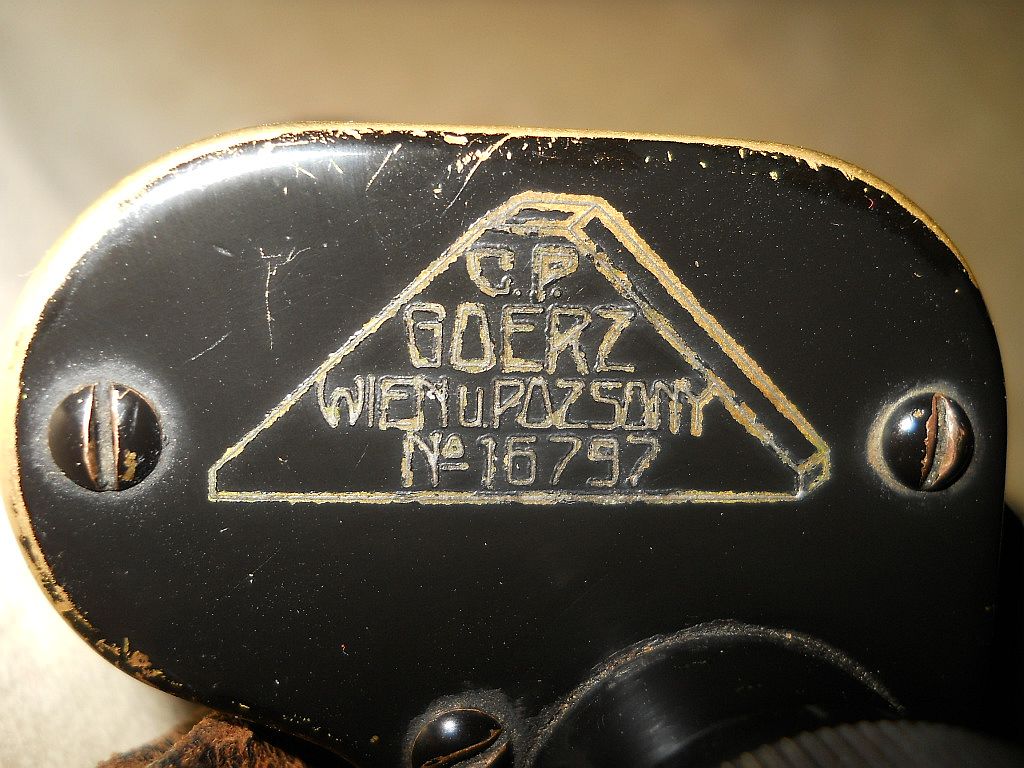 C.P.
GOERZ
WIEN u. POZSONY
Nº 16797